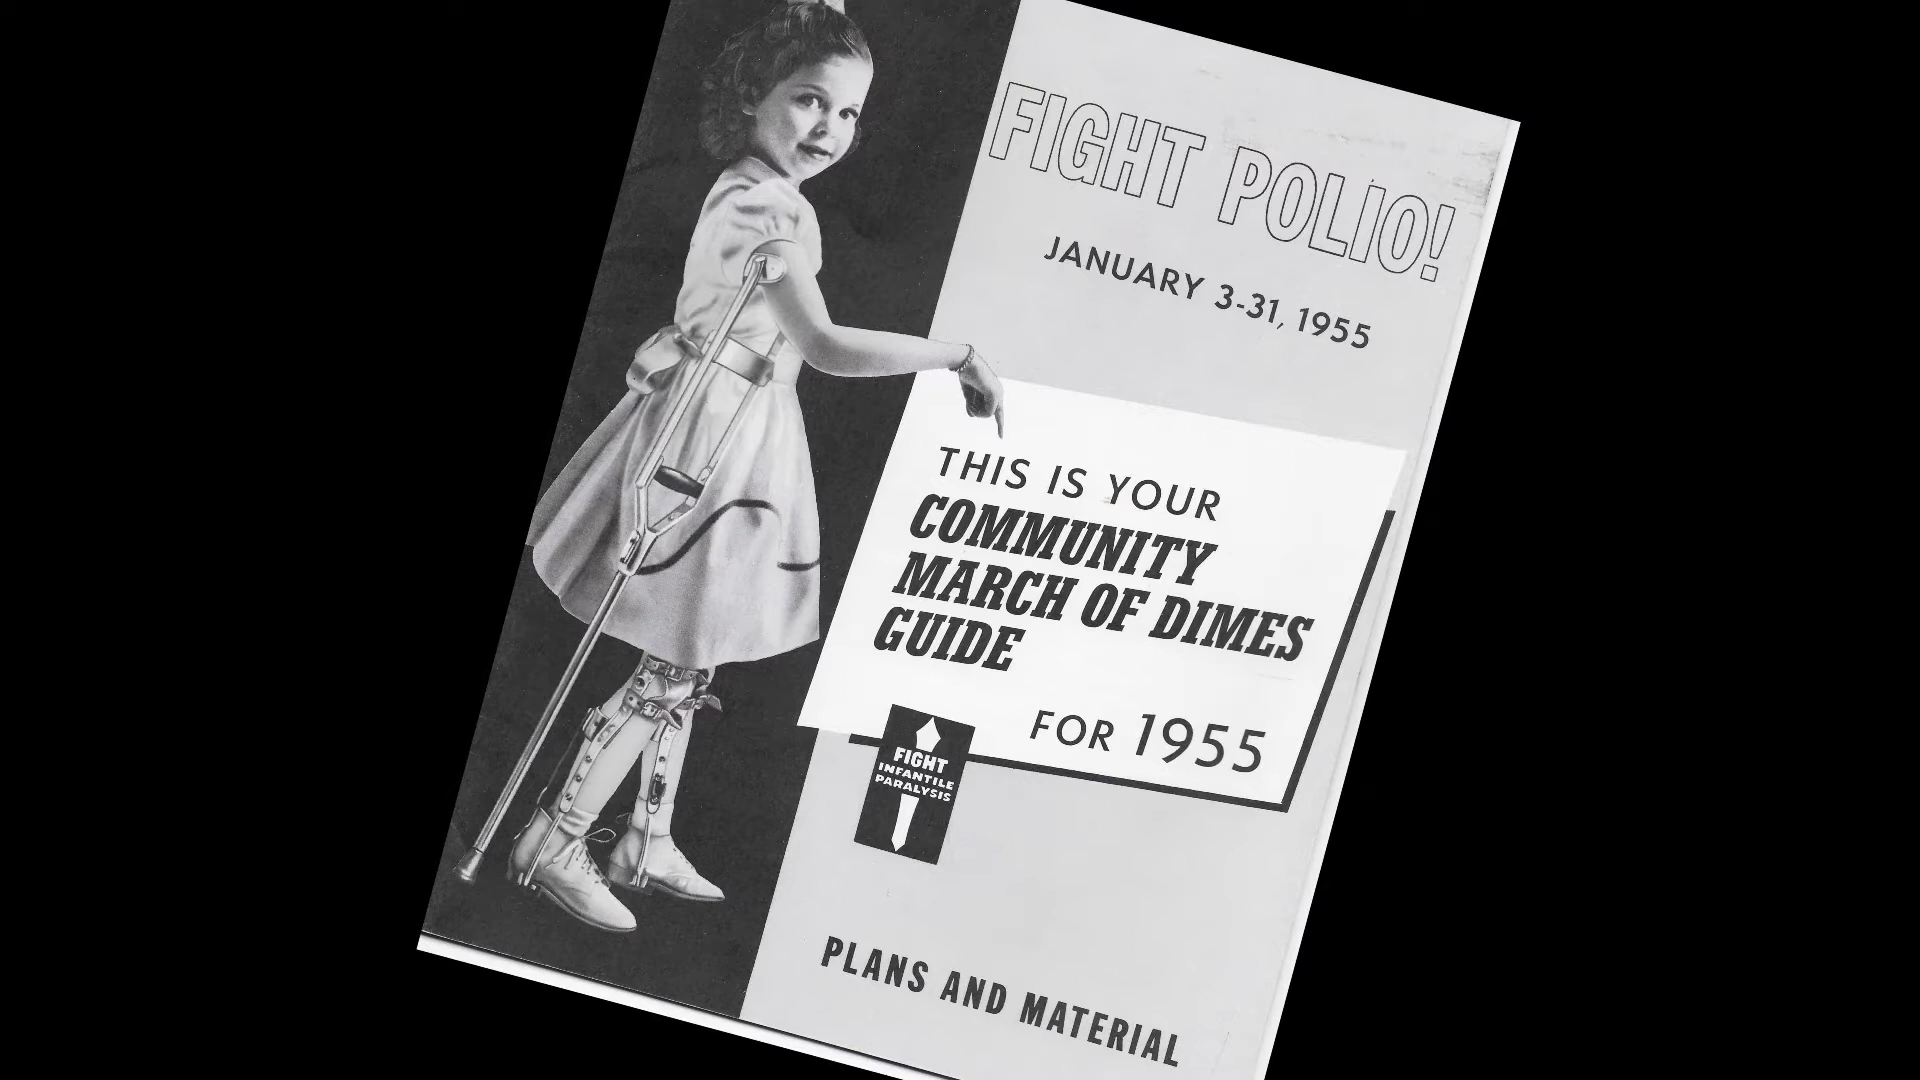 FIGHT POLIO!
JANUARY 3-31, 1955
THIS IS YOUR
COMMUNITY
MARCH OF DIMES
GUIDE
FOR 1955
FIGHT
INFANTILE
PARALYSIS
PLANS AND MATERIAL